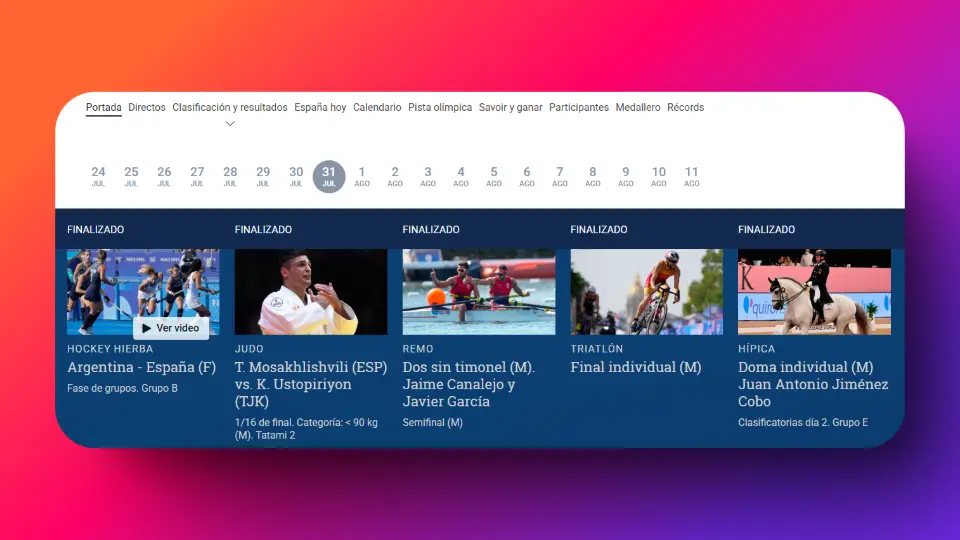 Portada Directos Clasificación y resultados España hoy Calendario Pista olímpica Savoir y ganar Participantes Medallero Récords
24 25 26 27 28 29 30 31 1 2 3 4 5 6 7 8 9 10 11
JUL JUL JUL JUL JUL JUL JUL JUL AGO AGO AGO AGO AGO AGO AGO AGO AGO AGO AGO
FINALIZADO
Ver vídeo
HOCKEY HIERBA
Argentina - España (F)
Fase de grupos. Grupo B
FINALIZADO
JUDO
T. Mosakhlishvili (ESP)
vs. K. Ustopiriyon
(TJK)
1/16 de final. Categoría: < 90 kg
(M). Tatami 2
FINALIZADO
REMO
Dos sin timonel (M).
Jaime Canalejo y
Javier García
Semifinal (M)
FINALIZADO
TRIATLÓN
Final individual (M)
FINALIZADO
K
HÍPICA
Doma individual (M)
Juan Antonio Jiménez
Cobo
Clasificatorias día 2. Grupo E